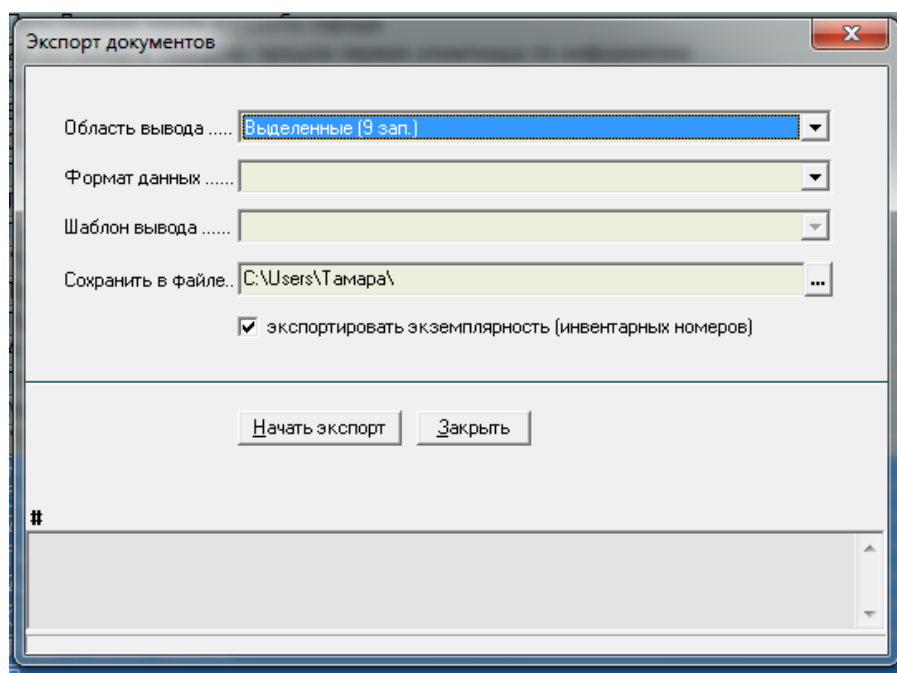 Экспорт документов
Область вывода ..... Выделенные (9 зап.)
Формат данных ......
Шаблон вывода ......
Сохранить в файле.. C:\Users\Тамара\ ...
экспортировать экземплярность (инвентарных номеров)
Начать экспорт Закрыть
#